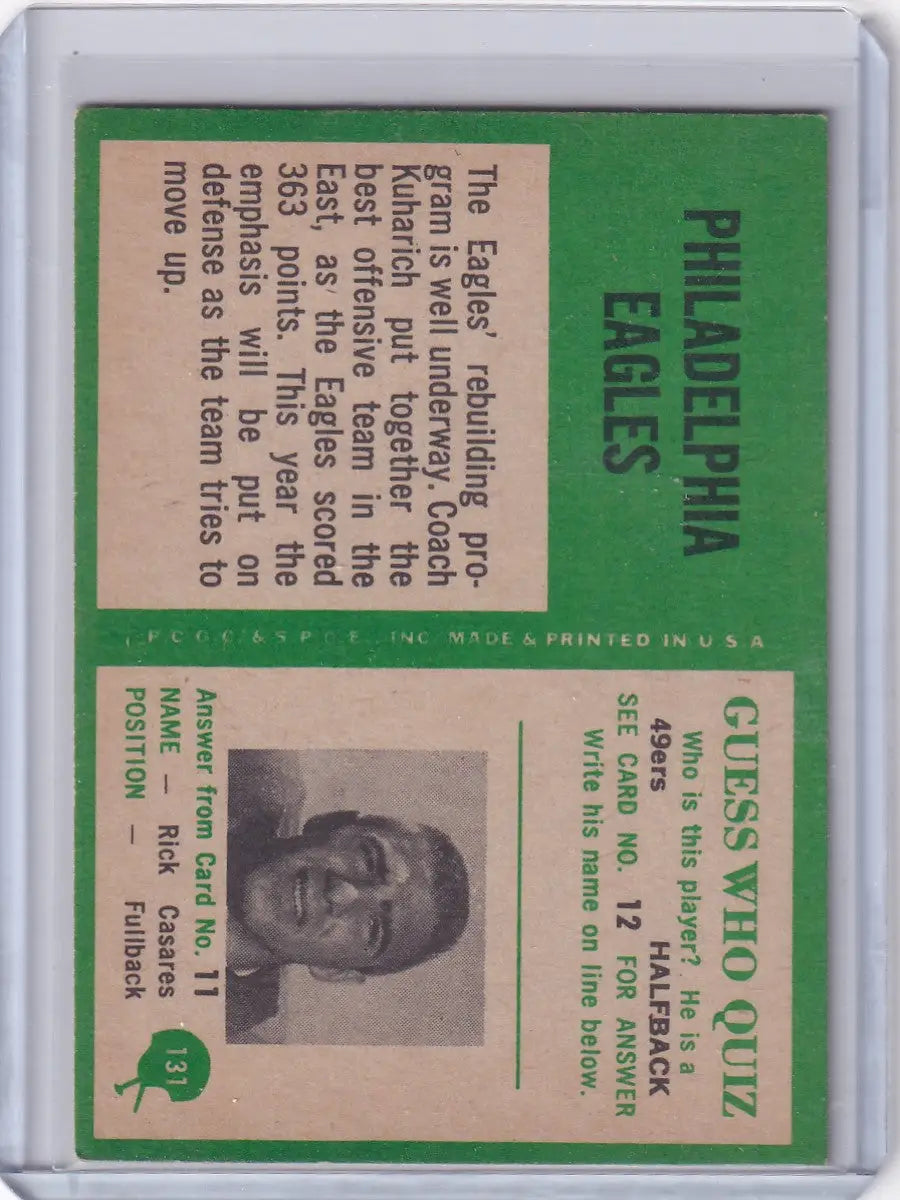 PHILADELPHIA
EAGLES
The Eagles' rebuilding pro-
gram is well underway. Coach
Kuharich put together the
best offensive team in the
East, as the Eagles scored
363 points. This year the
emphasis will be put on
defense as the team tries to
move up.
P.C.G.C. & S.P.C.E., INC. MADE & PRINTED IN U S A
GUESS WHO QUIZ
Who is this player? He is a
49ers HALFBACK
SEE CARD NO. 12 FOR ANSWER
Write his name on line below.
Answer from Card No. 11
NAME — Rick Casares
POSITION — Fullback
131